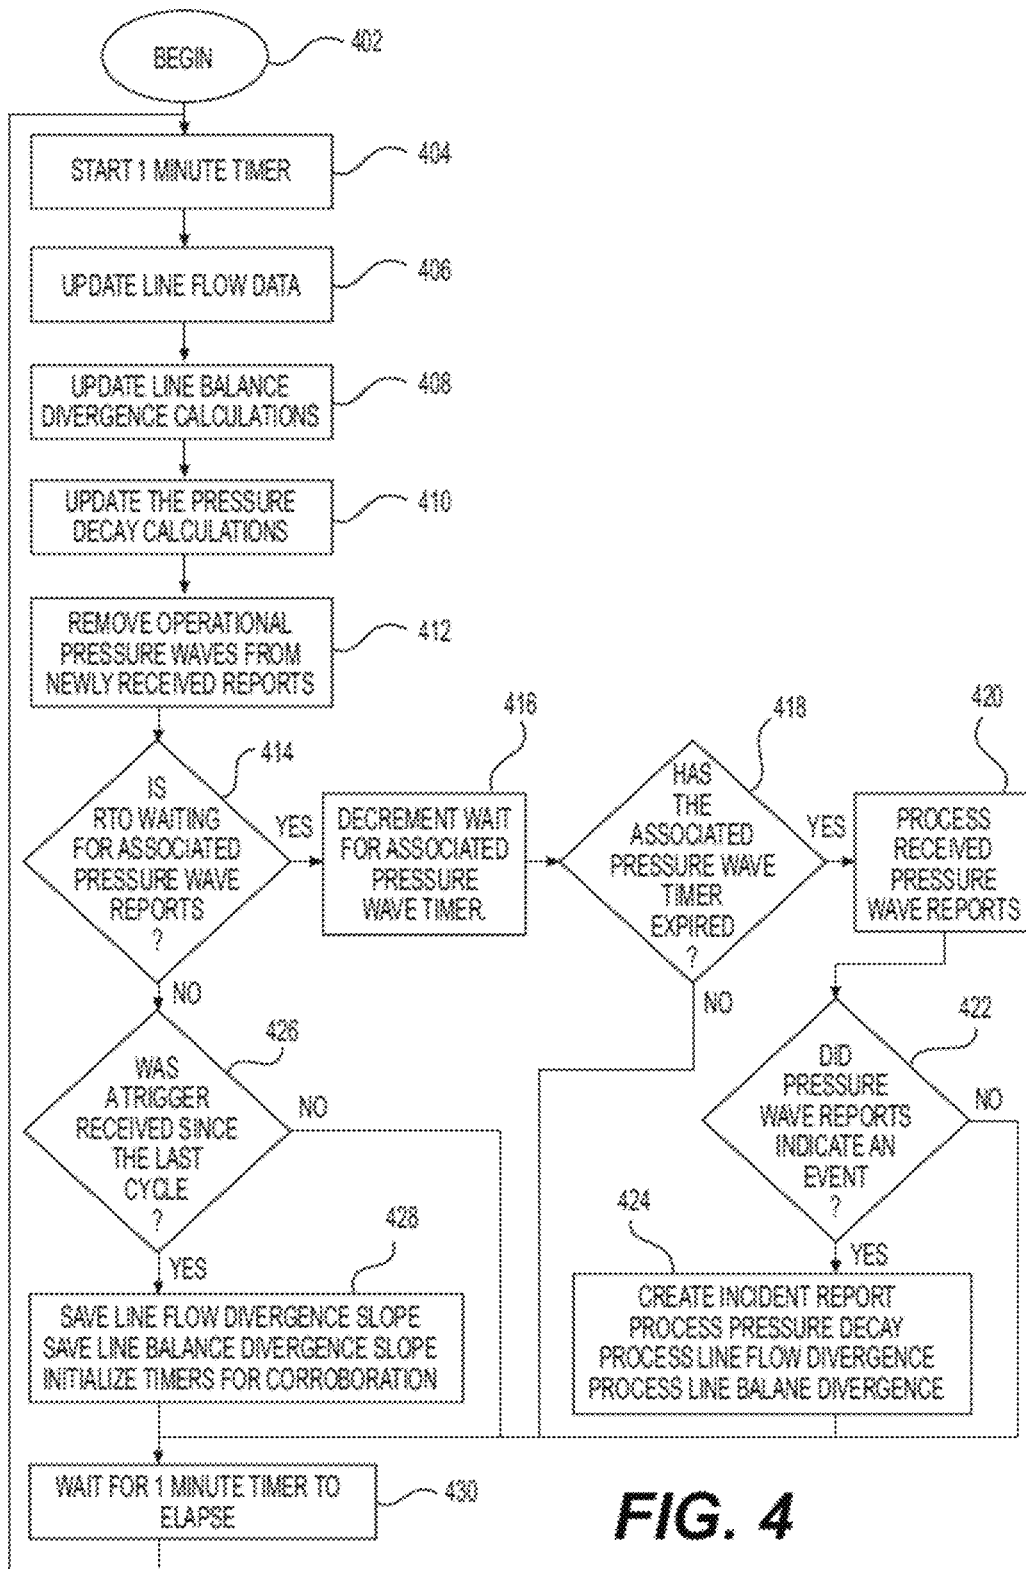 BEGIN
402
START 1 MINUTE TIMER
404
UPDATE LINE FLOW DATA
406
UPDATE LINE BALANCE
DIVERGENCE CALCULATIONS
408
UPDATE THE PRESSURE
DECAY CALCULATIONS
410
REMOVE OPERATIONAL
PRESSURE WAVES FROM
NEWLY RECEIVED REPORTS
412
IS
RTO WAITING
FOR ASSOCIATED
PRESSURE WAVE
REPORTS
?
414
YES
NO
DECREMENT WAIT
FOR ASSOCIATED
PRESSURE
WAVE TIMER.
416
HAS
THE
ASSOCIATED
PRESSURE WAVE
TIMER
EXPIRED
?
418
YES
NO
PROCESS
RECEIVED
PRESSURE
WAVE REPORTS
420
DID
PRESSURE
WAVE REPORTS
INDICATE AN
EVENT
?
422
NO
YES
WAS
A TRIGGER
RECEIVED SINCE
THE LAST
CYCLE
?
426
NO
YES
SAVE LINE FLOW DIVERGENCE SLOPE
SAVE LINE BALANCE DIVERGENCE SLOPE
INITIALIZE TIMERS FOR CORROBORATION
428
CREATE INCIDENT REPORT
PROCESS PRESSURE DECAY
PROCESS LINE FLOW DIVERGENCE
PROCESS LINE BALANE DIVERGENCE
424
WAIT FOR 1 MINUTE TIMER TO
ELAPSE
430
FIG. 4